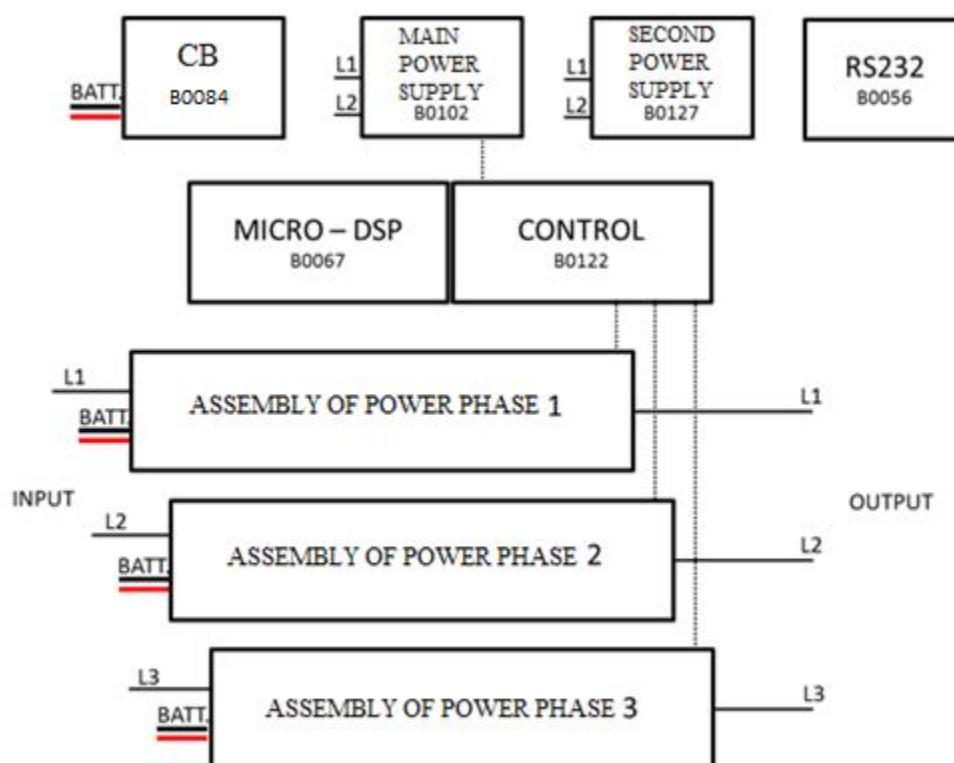 CB
B0084
BATT.
MAIN
POWER
SUPPLY
B0102
L1
L2
SECOND
POWER
SUPPLY
B0127
L1
L2
RS232
B0056
MICRO – DSP
B0067
CONTROL
B0122
L1
BATT.
ASSEMBLY OF POWER PHASE 1
L1
INPUT
OUTPUT
L2
BATT.
ASSEMBLY OF POWER PHASE 2
L2
L3
BATT.
ASSEMBLY OF POWER PHASE 3
L3